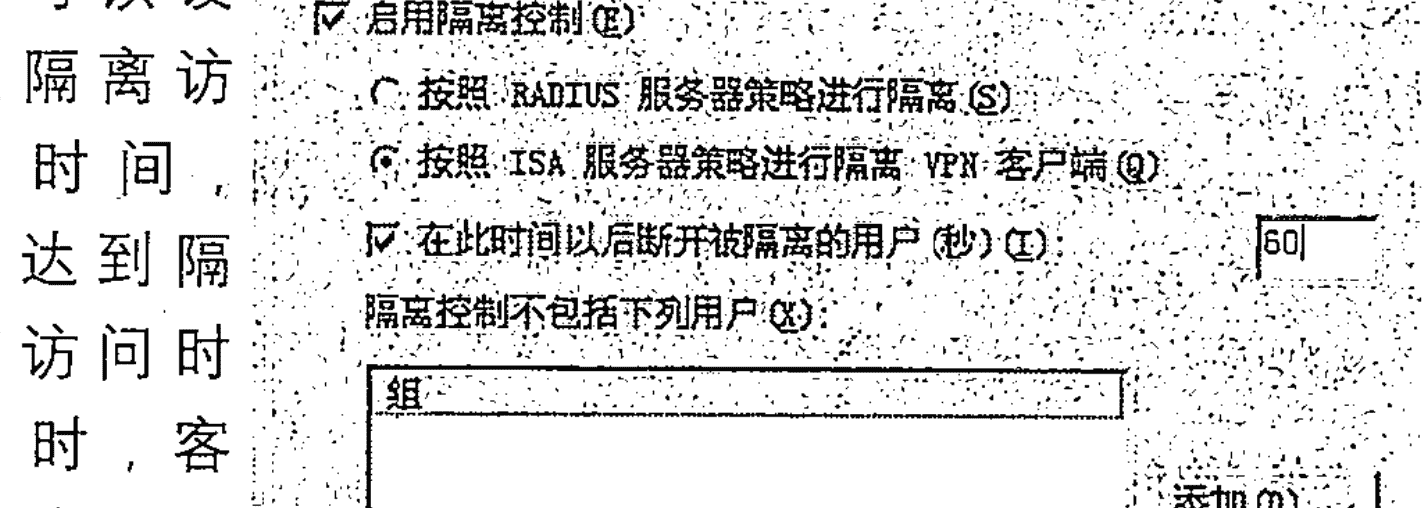 隔离访
时间,
达到隔
访问时
时,客
启用隔离控制(E)
按照 RADIUS 服务器策略进行隔离(S)
按照 ISA 服务器策略进行隔离 VPN 客户端(Q)
在此时间以后断开被隔离的用户(秒)(I):
60
隔离控制不包括下列用户(X):
组
添加(T)